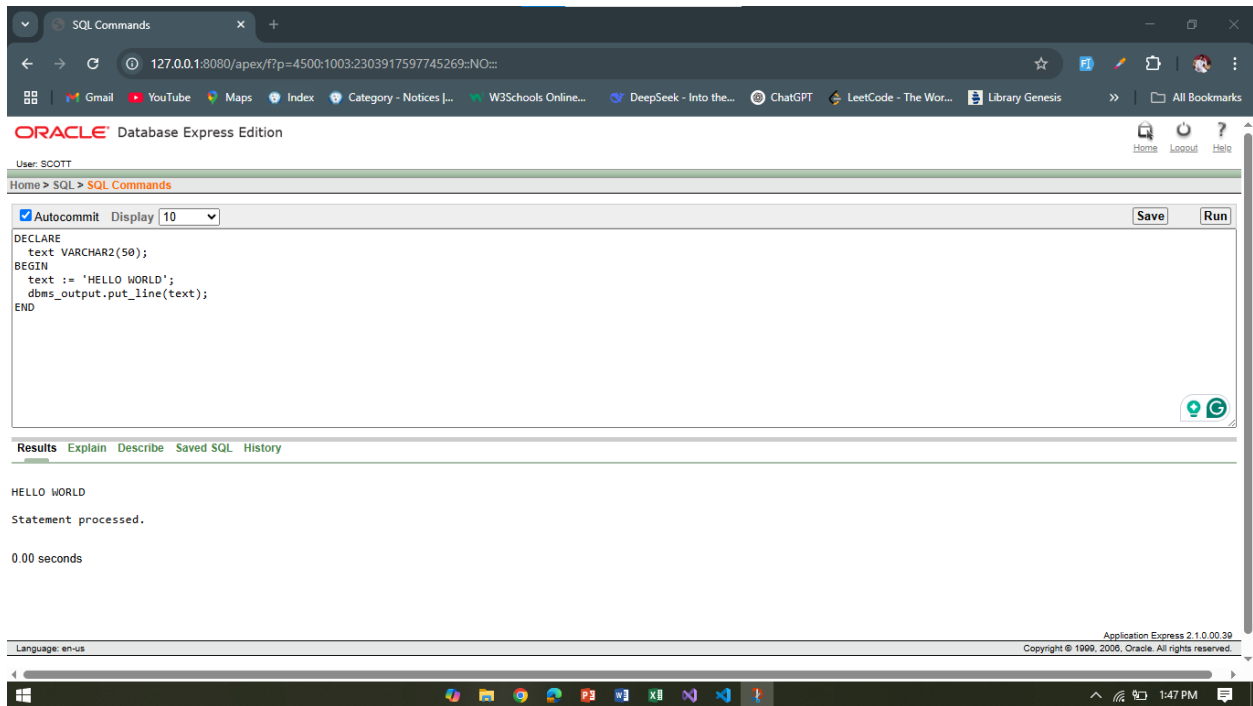 SQL Commands
127.0.0.1:8080/apex/f?p=4500:1003:2303917597745269::NO:::
Gmail YouTube Maps Index Category - Notices |... W3Schools Online... DeepSeek - Into the... ChatGPT LeetCode - The Wor... Library Genesis » All Bookmarks
ORACLE Database Express Edition
Home Logout Help
User: SCOTT
Home > SQL > SQL Commands
Autocommit Display 10 Save Run
DECLARE
  text VARCHAR2(50);
BEGIN
  text := 'HELLO WORLD';
  dbms_output.put_line(text);
END
Results Explain Describe Saved SQL History
HELLO WORLD
Statement processed.
0.00 seconds
Application Express 2.1.0.00.39
Language: en-us Copyright © 1999, 2006, Oracle. All rights reserved.
1:47 PM